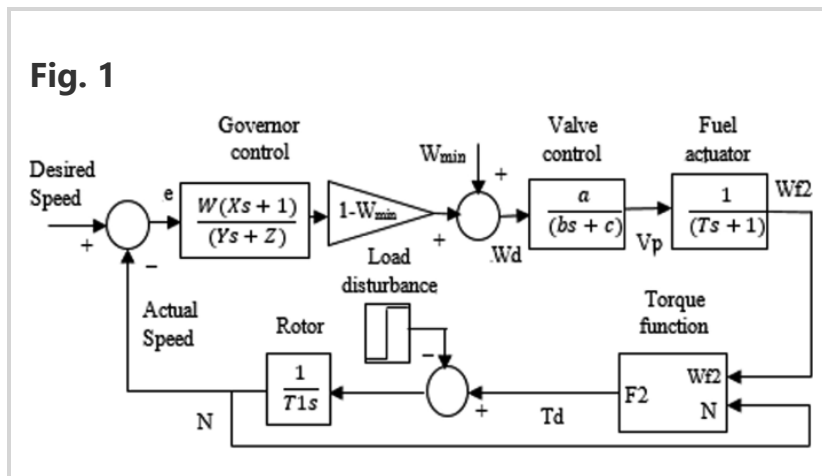 Fig. 1
Governor
control
Valve
control
Fuel
actuator
Desired
Speed
+
−
e
W(Xs + 1)
(Ys + Z)
1-Wmin
+
Wmin
+
.Wd
a
(bs + c)
Vp
1
(Ts + 1)
Wf2
Load
disturbance
Actual
Speed
Rotor
1
T1s
N
−
+
Td
Torque
function
F2
Wf2
N